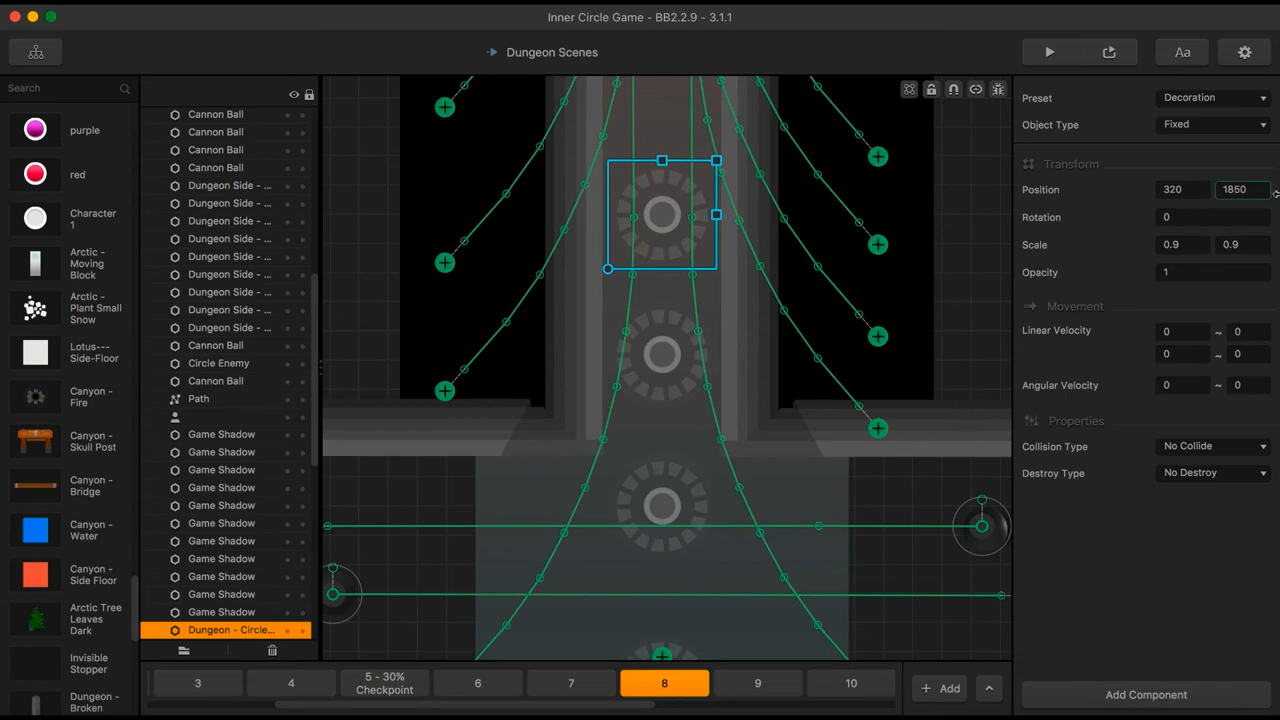 Inner Circle Game - BB2.2.9 - 3.1.1
Dungeon Scenes
Aa
Search
purple
red
Character
1
Arctic -
Moving
Block
Arctic -
Plant Small
Snow
Lotus---
Side-Floor
Canyon -
Fire
Canyon -
Skull Post
Canyon -
Bridge
Canyon -
Water
Canyon -
Side Floor
Arctic Tree
Leaves
Dark
Invisible
Stopper
Dungeon -
Broken
Cannon Ball
Cannon Ball
Cannon Ball
Cannon Ball
Dungeon Side - ...
Dungeon Side - ...
Dungeon Side - ...
Dungeon Side - ...
Dungeon Side - ...
Dungeon Side - ...
Dungeon Side - ...
Dungeon Side - ...
Dungeon Side - ...
Cannon Ball
Circle Enemy
Cannon Ball
Path
Game Shadow
Game Shadow
Game Shadow
Game Shadow
Game Shadow
Game Shadow
Game Shadow
Game Shadow
Game Shadow
Game Shadow
Game Shadow
Dungeon - Circle...
3
4
5 - 30%
Checkpoint
6
7
8
9
10
+ Add
Preset
Decoration
Object Type
Fixed
Transform
Position
320
1850
Rotation
0
Scale
0.9
0.9
Opacity
1
Movement
Linear Velocity
0 ~ 0
0 ~ 0
Angular Velocity
0 ~ 0
Properties
Collision Type
No Collide
Destroy Type
No Destroy
Add Component